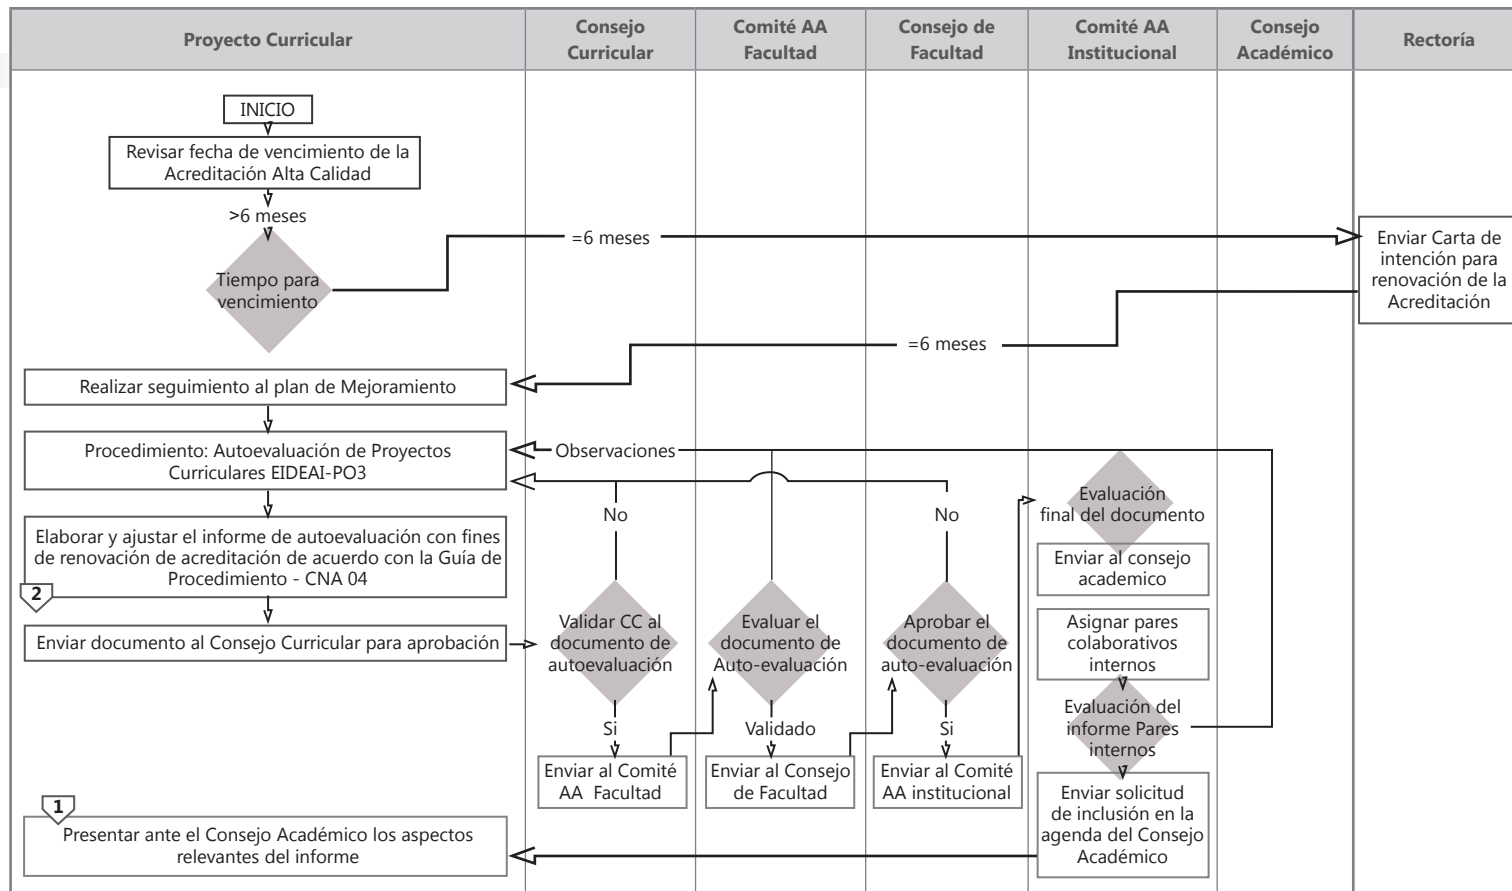 Proyecto Curricular
Consejo
Curricular
Comité AA
Facultad
Consejo de
Facultad
Comité AA
Institucional
Consejo
Académico
Rectoría
INICIO
Revisar fecha de vencimiento de la
Acreditación Alta Calidad
>6 meses
Tiempo para
vencimiento
=6 meses
Enviar Carta de
intención para
renovación de la
Acreditación
=6 meses
Realizar seguimiento al plan de Mejoramiento
Procedimiento: Autoevaluación de Proyectos
Curriculares EIDEAI-PO3
Observaciones
Elaborar y ajustar el informe de autoevaluación con fines
de renovación de acreditación de acuerdo con la Guía de
Procedimiento - CNA 04
2
Enviar documento al Consejo Curricular para aprobación
No
Validar CC al
documento de
autoevaluación
Si
Enviar al Comité
AA Facultad
Evaluar el
documento de
Auto-evaluación
Validado
Enviar al Consejo
de Facultad
No
Aprobar el
documento de
auto-evaluación
Si
Enviar al Comité
AA institucional
Evaluación
final del documento
Enviar al consejo
academico
Asignar pares
colaborativos
internos
Evaluación del
informe Pares
internos
Enviar solicitud
de inclusión en la
agenda del Consejo
Académico
1
Presentar ante el Consejo Académico los aspectos
relevantes del informe